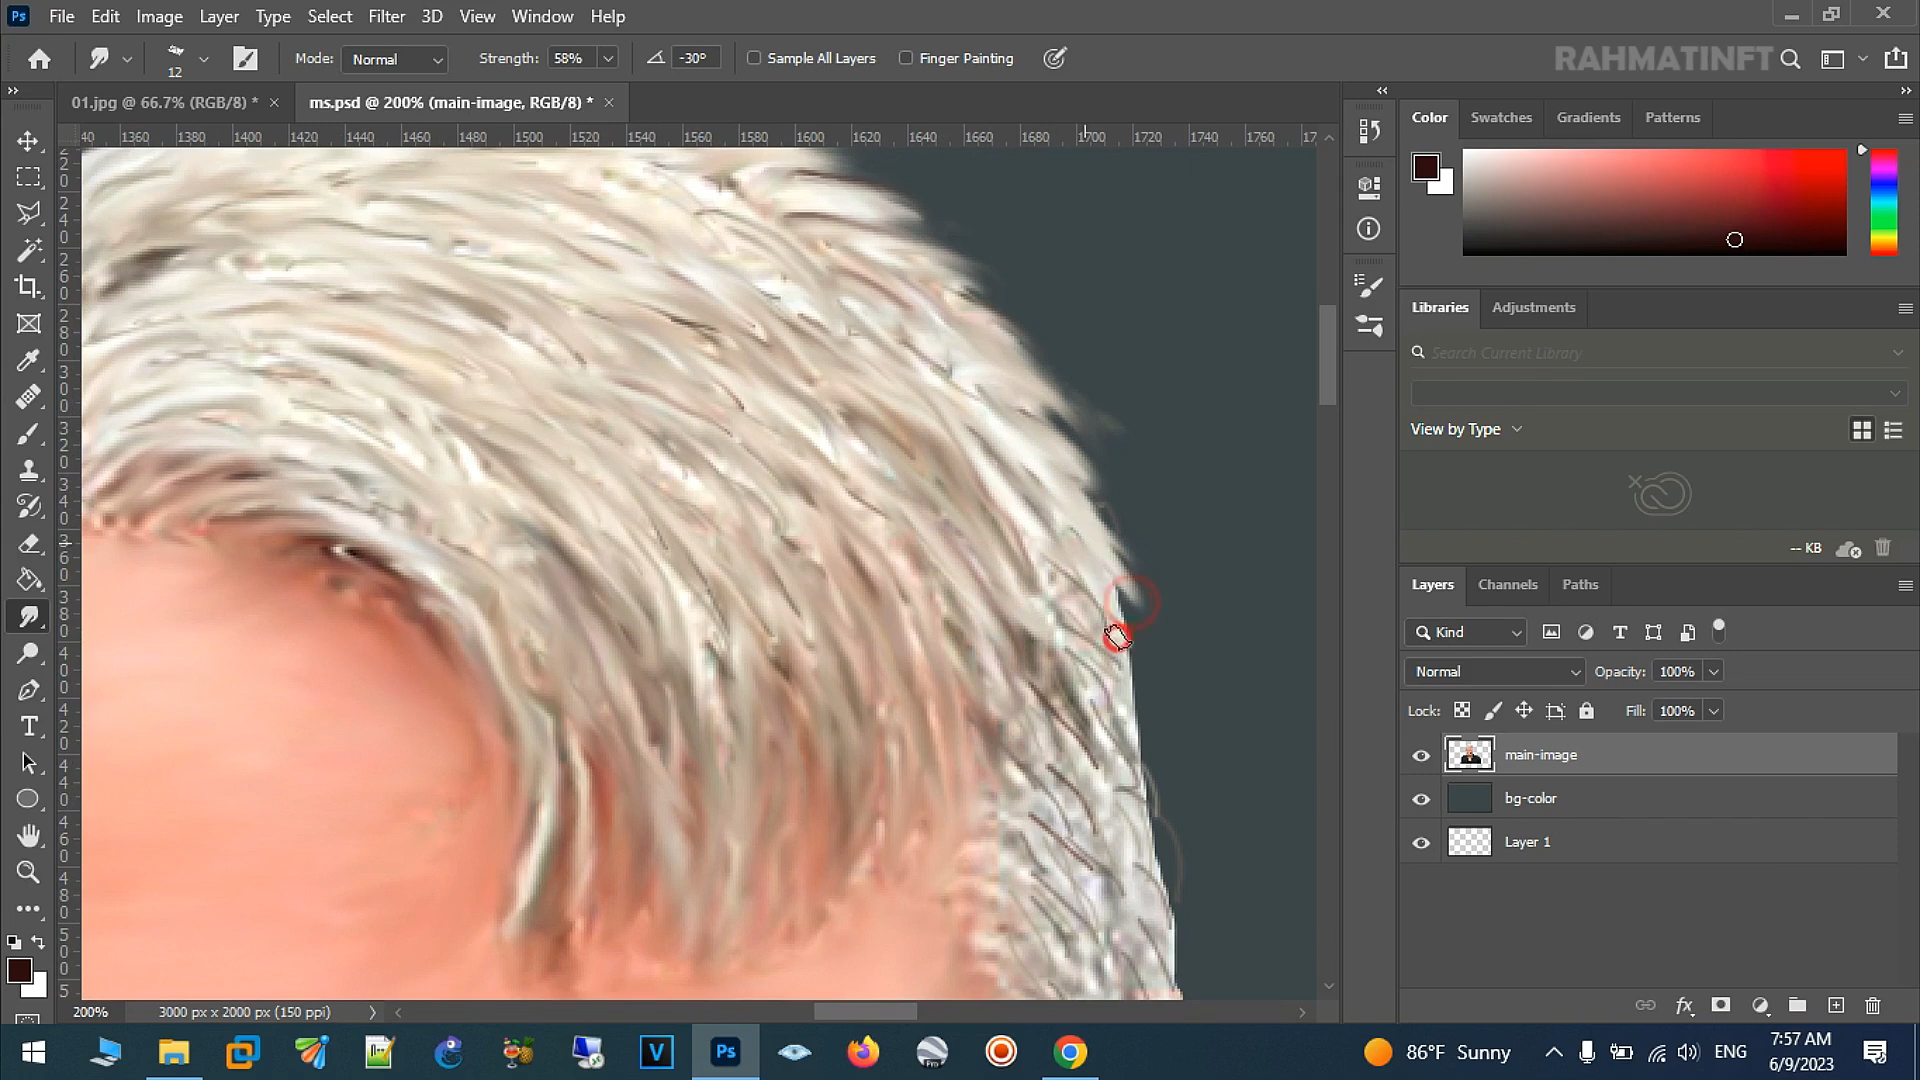 Ps File Edit Image Layer Type Select Filter 3D View Window Help
12 Mode: Normal Strength: 58% -30° Sample All Layers Finger Painting RAHMATINFT
01.jpg @ 66.7% (RGB/8) * × ms.psd @ 200% (main-image, RGB/8) * ×
40 1360 1380 1400 1420 1440 1460 1480 1500 1520 1540 1560 1580 1600 1620 1640 1660 1680 1700 1720 1740 1760 17
Color Swatches Gradients Patterns
Libraries Adjustments
Search Current Library
View by Type
-- KB
Layers Channels Paths
Kind
Normal Opacity: 100%
Lock: Fill: 100%
main-image
bg-color
Layer 1
200% 3000 px x 2000 px (150 ppi)
V Ps Pro 86°F Sunny ENG 7:57 AM
6/9/2023